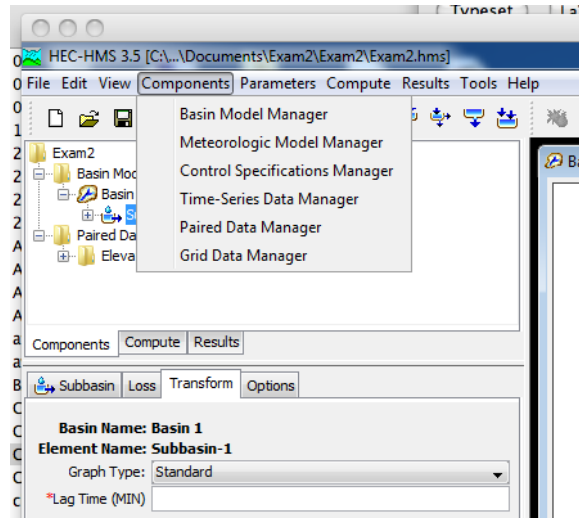 Typeset
HEC-HMS 3.5 [C:\...\Documents\Exam2\Exam2\Exam2.hms]
File Edit View Components Parameters Compute Results Tools Help
Basin Model Manager
Meteorologic Model Manager
Control Specifications Manager
Time-Series Data Manager
Paired Data Manager
Grid Data Manager
Exam2
Basin Mod
Basin
Su
Paired Da
Eleva
Ba
Components Compute Results
Subbasin Loss Transform Options
Basin Name: Basin 1
Element Name: Subbasin-1
Graph Type: Standard
*Lag Time (MIN)